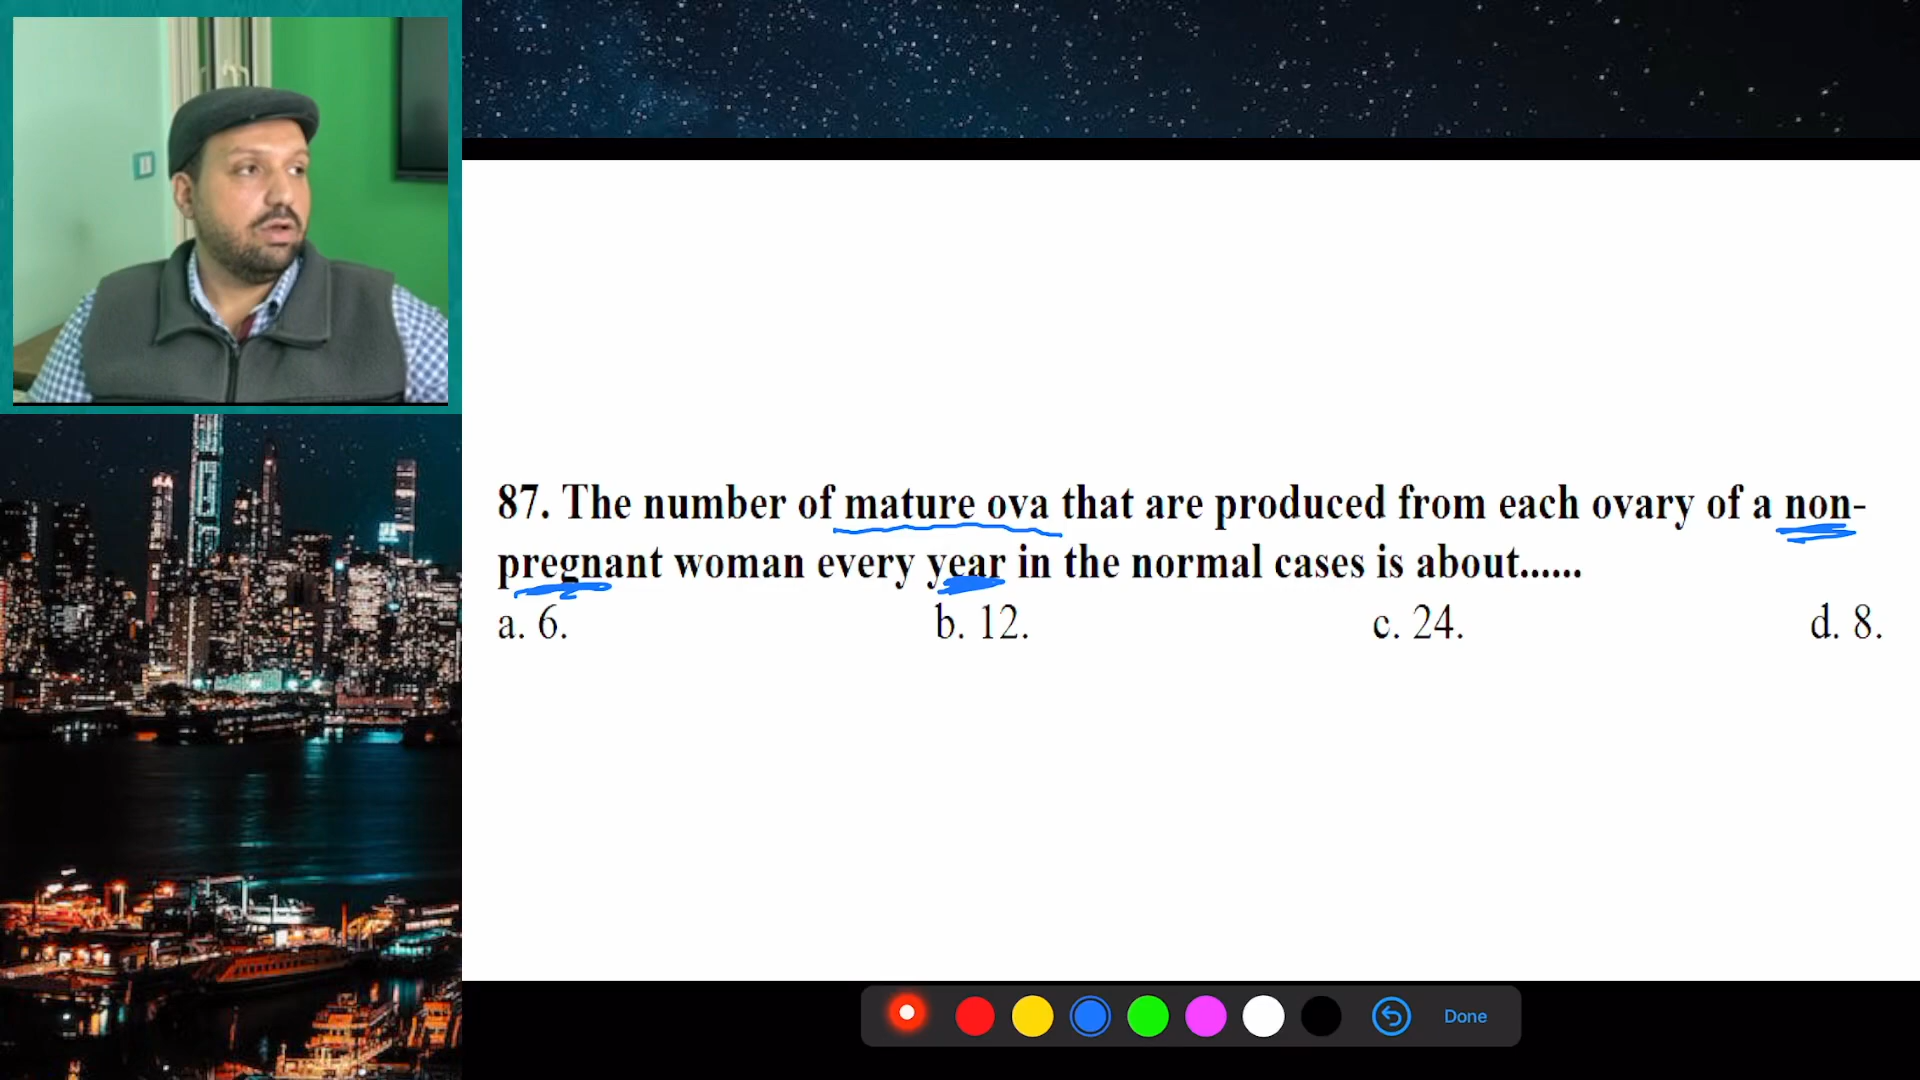 87. The number of mature ova that are produced from each ovary of a non-
pregnant woman every year in the normal cases is about......
a. 6. b. 12. c. 24. d. 8.
Done